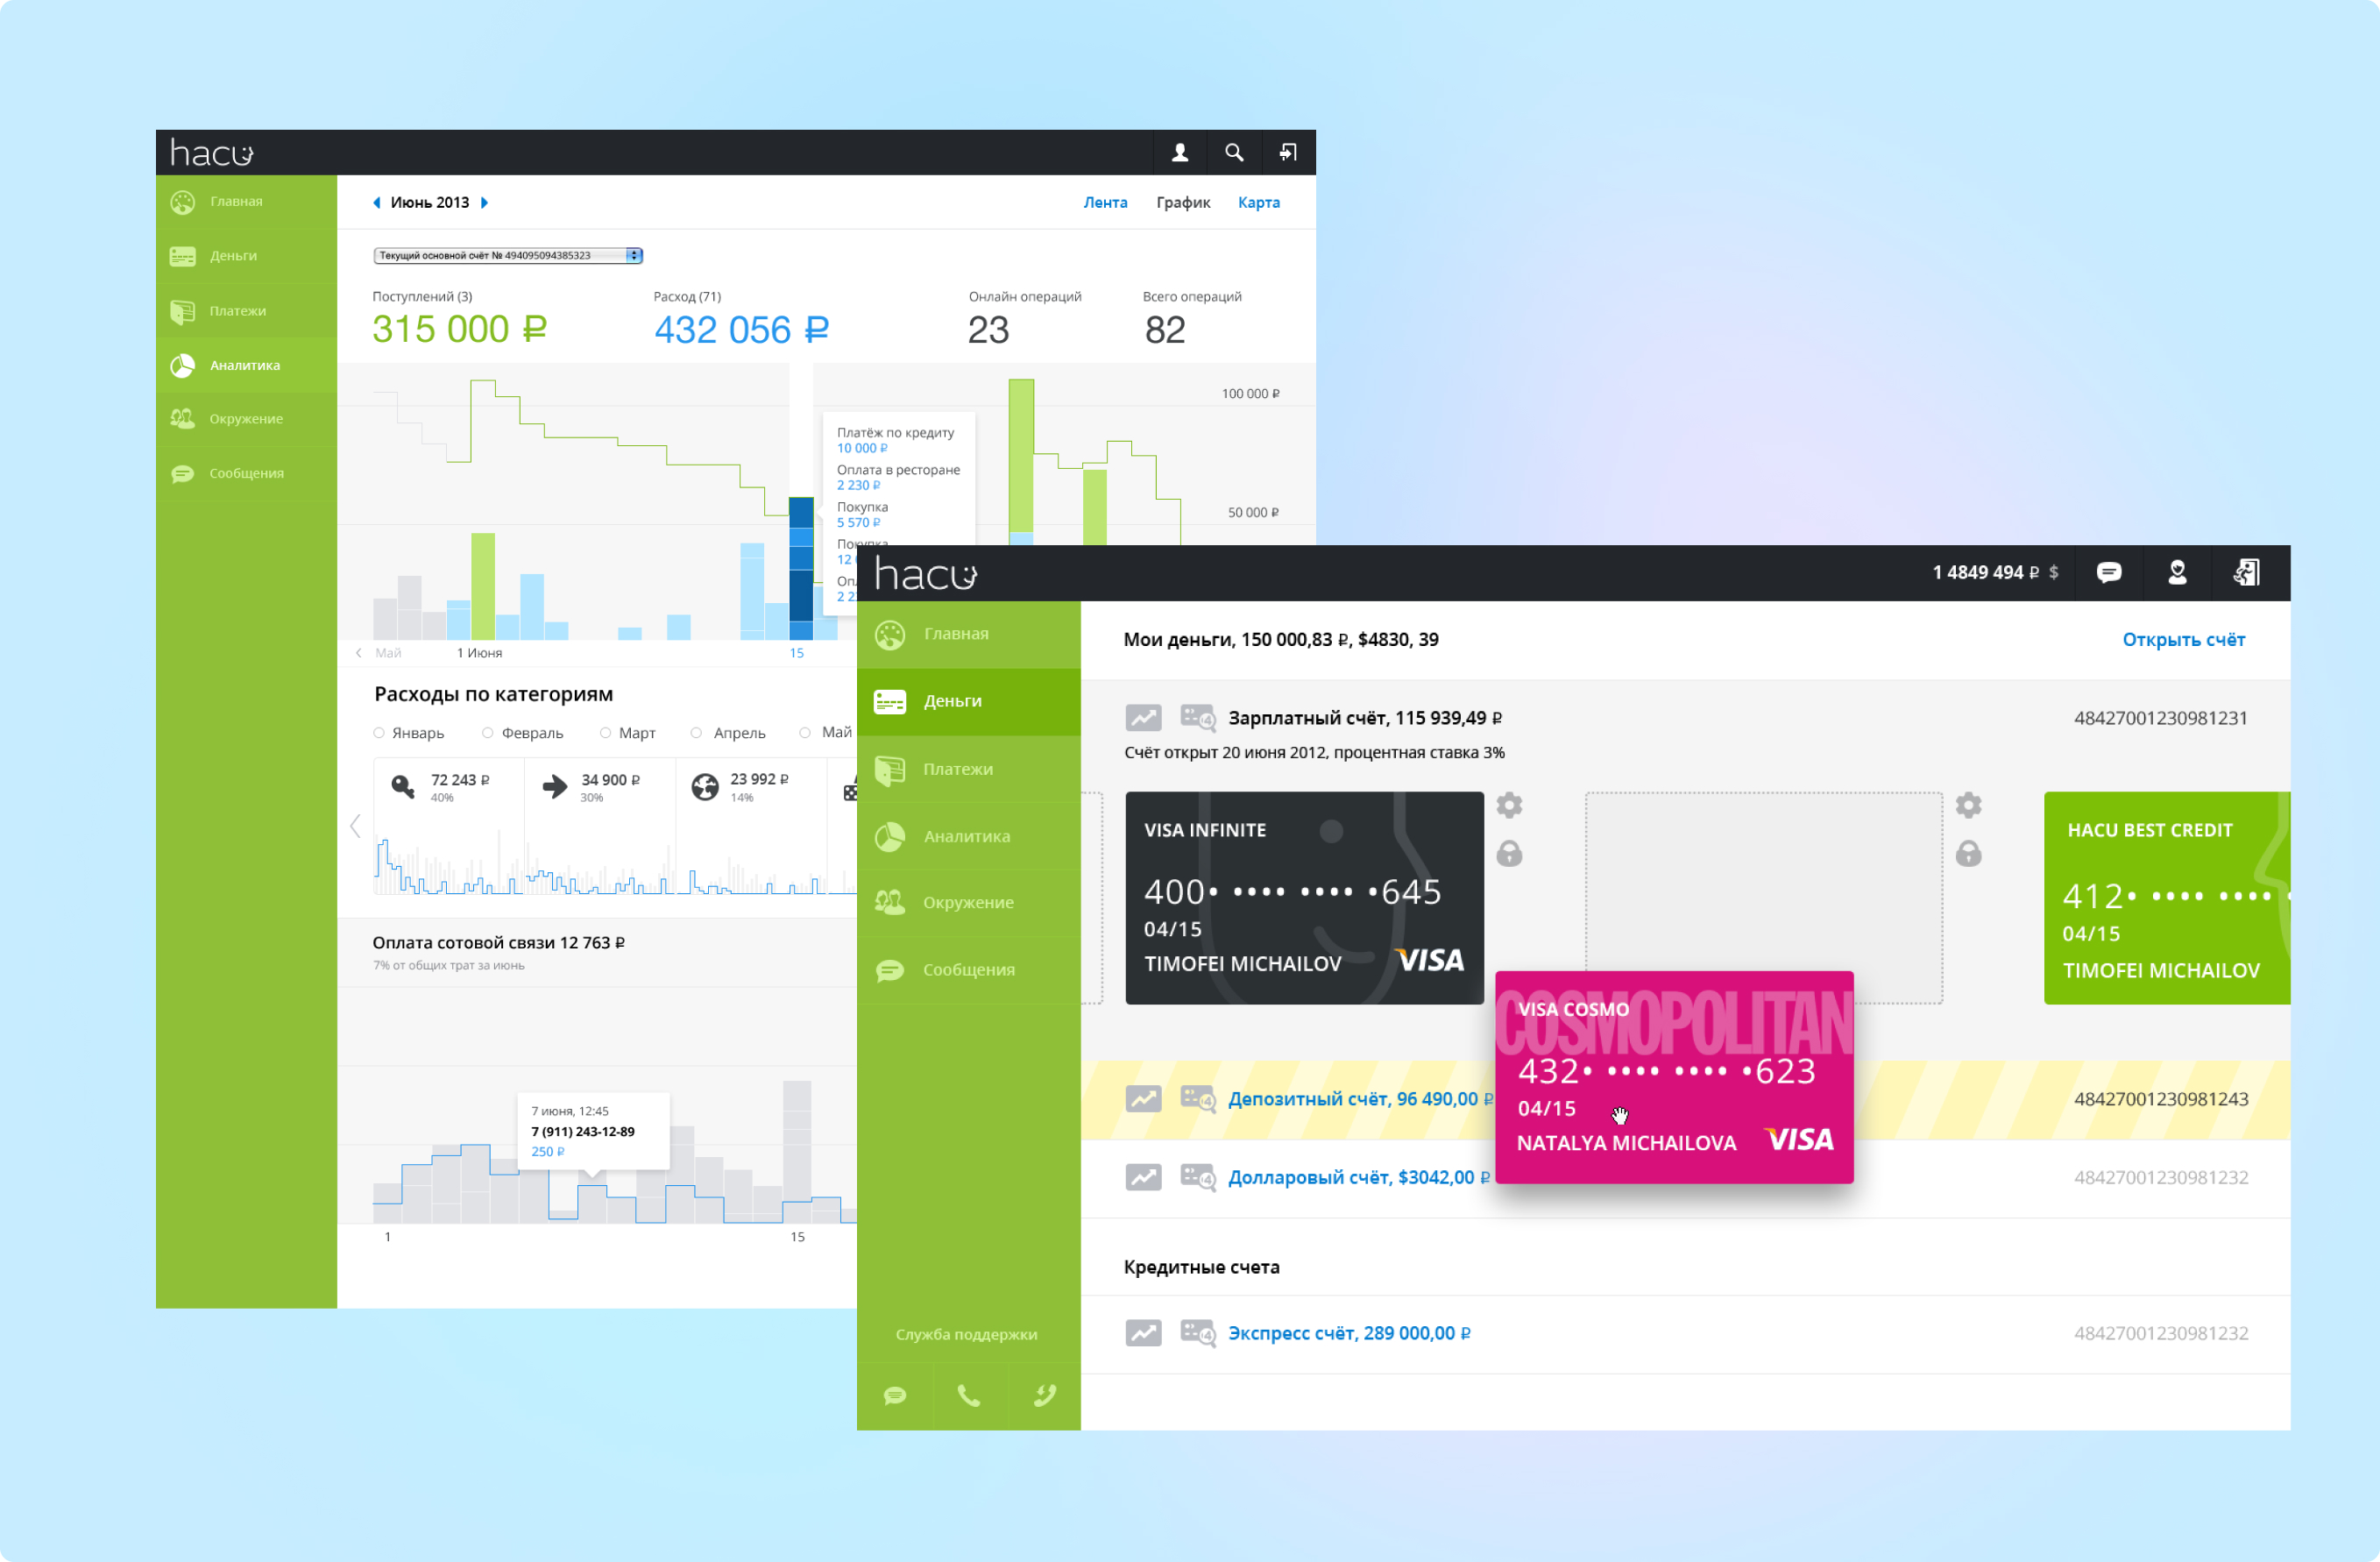 hacu
Главная
Деньги
Платежи
Аналитика
Окружение
Сообщения
Июнь 2013
Лента График Карта
Текущий основной счёт № 494095094385323
Поступлений (3) Расход (71) Онлайн операций Всего операций
315 000 ₽ 432 056 ₽ 23 82
100 000 ₽
50 000 ₽
Платёж по кредиту
10 000 ₽
Оплата в ресторане
2 230 ₽
Покупка
5 570 ₽
Покупка
12
2 2
Май 1 Июня 15
Расходы по категориям
Январь Февраль Март Апрель Май
72 243 ₽ 34 900 ₽ 23 992 ₽
40% 30% 14%
Оплата сотовой связи 12 763 ₽
7% от общих трат за июнь
7 июня, 12:45
7 (911) 243-12-89
250 ₽
1 15
hacu
1 4849 494 ₽ $
Главная
Деньги
Платежи
Аналитика
Окружение
Сообщения
Служба поддержки
Мои деньги, 150 000,83 ₽, $4830, 39 Открыть счёт
Зарплатный счёт, 115 939,49 ₽ 48427001230981231
Счёт открыт 20 июня 2012, процентная ставка 3%
VISA INFINITE
400• •••• •••• •645
04/15
TIMOFEI MICHAILOV VISA
HACU BEST CREDIT
412• •••• •••• •
04/15
TIMOFEI MICHAILOV
COSMOPOLITAN
VISA COSMO
432• •••• •••• •623
04/15
NATALYA MICHAILOVA VISA
Депозитный счёт, 96 490,00 ₽ 48427001230981243
Долларовый счёт, $3042,00 ₽ 48427001230981232
Кредитные счета
Экспресс счёт, 289 000,00 ₽ 48427001230981232